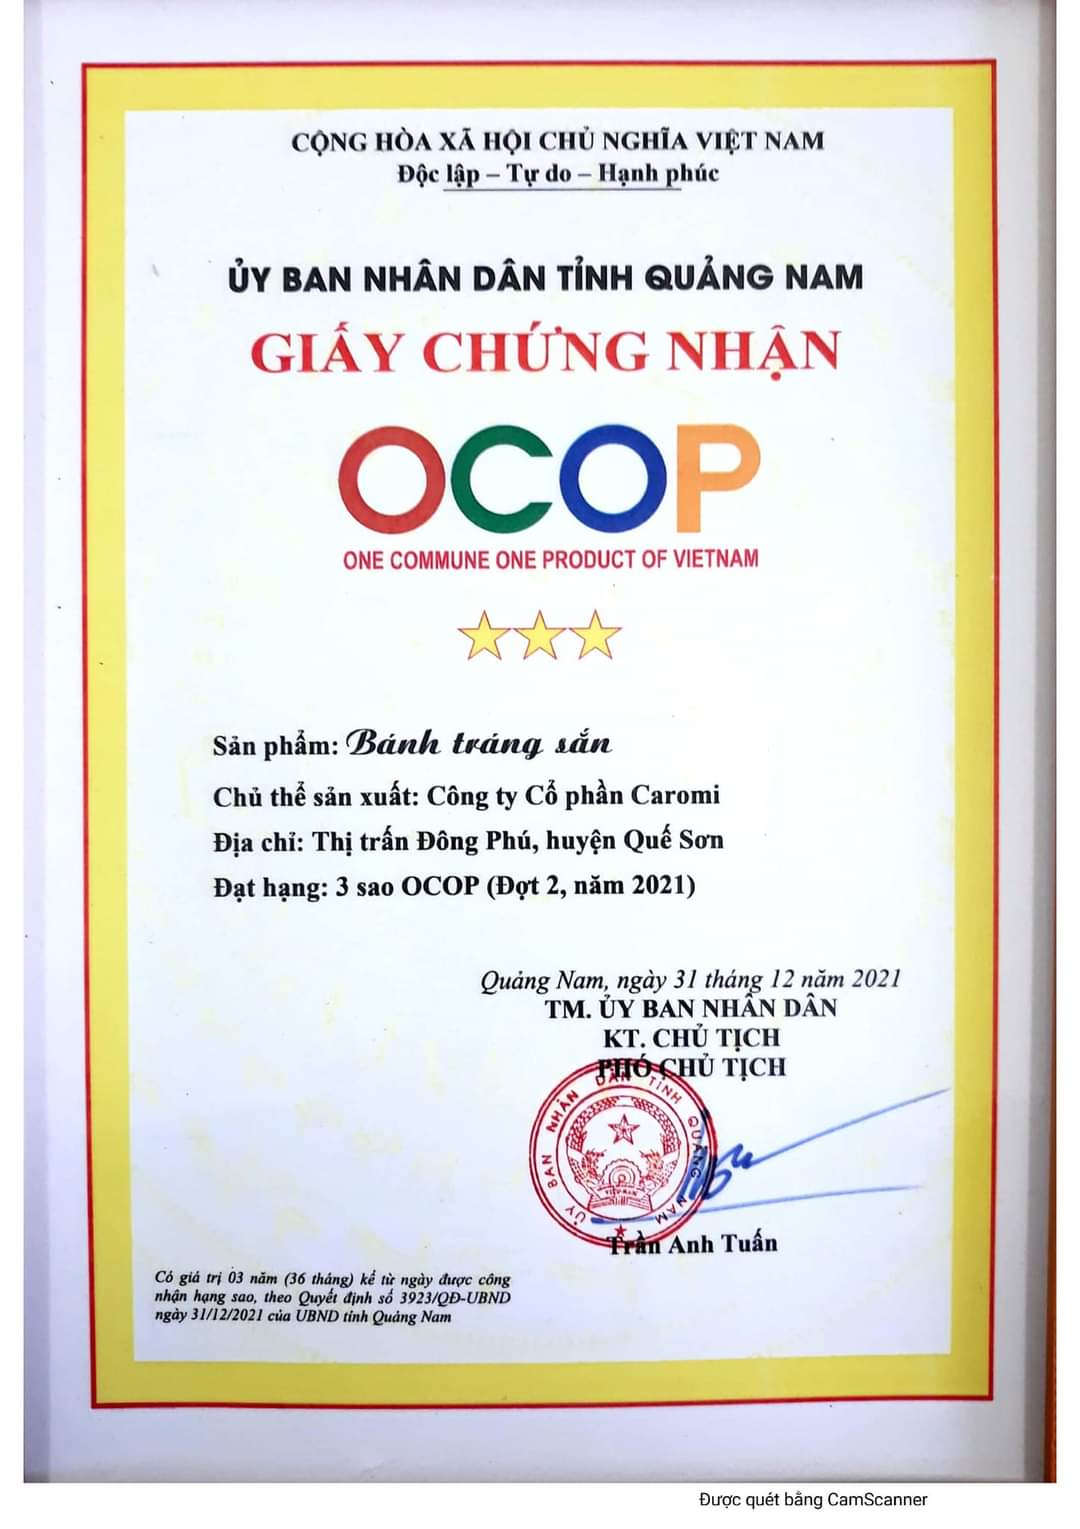 CỘNG HÒA XÃ HỘI CHỦ NGHĨA VIỆT NAM
Độc lập – Tự do – Hạnh phúc
ỦY BAN NHÂN DÂN TỈNH QUẢNG NAM
GIẤY CHỨNG NHẬN
OCOP
ONE COMMUNE ONE PRODUCT OF VIETNAM
Sản phẩm: Bánh tráng sắn
Chủ thể sản xuất: Công ty Cổ phần Caromi
Địa chỉ: Thị trấn Đông Phú, huyện Quế Sơn
Đạt hạng: 3 sao OCOP (Đợt 2, năm 2021)
Quảng Nam, ngày 31 tháng 12 năm 2021
TM. ỦY BAN NHÂN DÂN
KT. CHỦ TỊCH
PHÓ CHỦ TỊCH
ỦY BAN NHÂN DÂN TỈNH QUẢNG NAM
VIỆT NAM
Trần Anh Tuấn
Có giá trị 03 năm (36 tháng) kể từ ngày được công
nhận hạng sao, theo Quyết định số 3923/QĐ-UBND
ngày 31/12/2021 của UBND tỉnh Quảng Nam
Được quét bằng CamScanner